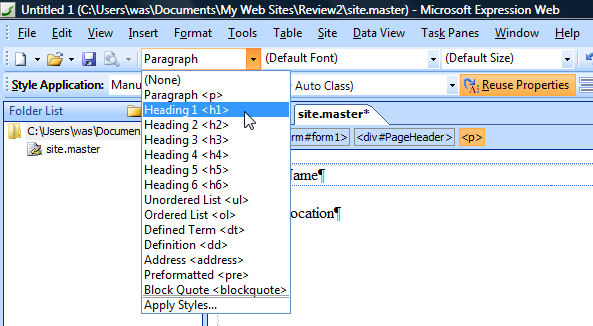 Untitled 1 (C:\Users\was\Documents\My Web Sites\Review2\site.master) - Microsoft Expression Web
File Edit View Insert Format Tools Table Site Data View Task Panes Window
Paragraph (Default Font) (Default Size)
Style Application: Manu Auto Class) Reuse Properties
Folder List site.master*
C:\Users\was\Documen rm#form1> <div#PageHeader> <p>
site.master
(None)
Paragraph <p>
Heading 1 <h1>
Heading 2 <h2>
Heading 3 <h3>
Heading 4 <h4>
Heading 5 <h5>
Heading 6 <h6>
Unordered List <ul>
Ordered List <ol>
Defined Term <dt>
Definition <dd>
Address <address>
Preformatted <pre>
Block Quote <blockquote>
Apply Styles...
Name¶
ocation¶